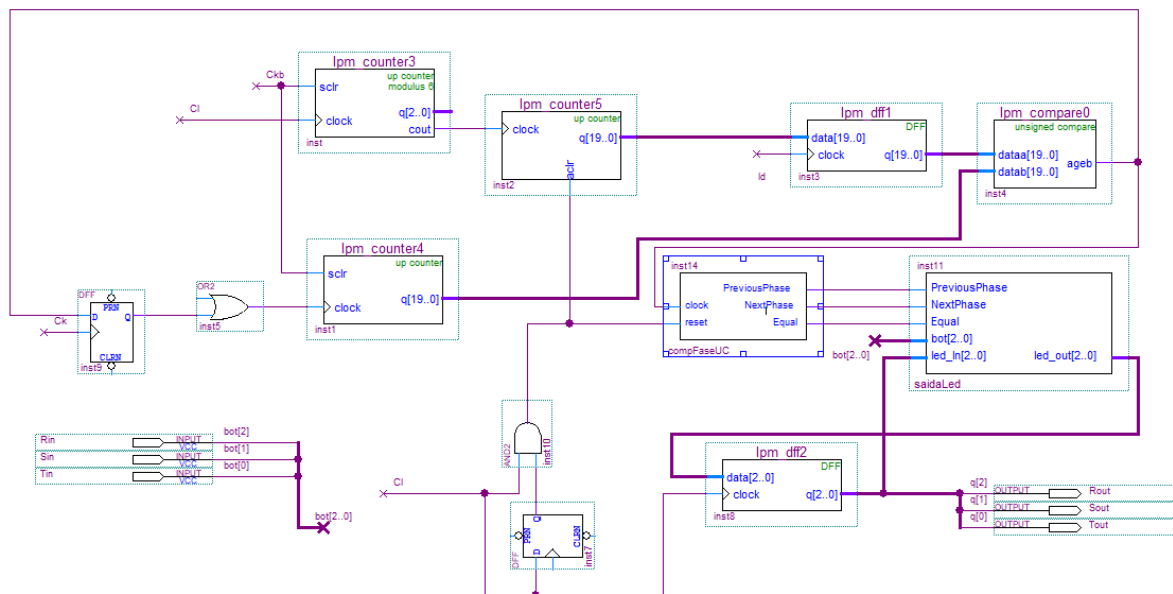 lpm_counter3
Ckb
up counter
modulus 6
sclr
Cl
q[2..0]
clock
cout
inst
lpm_counter5
up counter
clock
q[19..0]
aclr
inst2
lpm_dff1
DFF
data[19..0]
clock
q[19..0]
ld
inst3
lpm_compare0
unsigned compare
dataa[19..0]
datab[19..0]
ageb
inst4
lpm_counter4
up counter
sclr
clock
q[19..0]
inst1
DFF
PRN
D
Q
Ck
CLRN
inst9
OR2
inst5
inst14
PreviousPhase
clock
NextPhase
reset
Equal
compFaseUC
bot[2..0]
inst11
PreviousPhase
NextPhase
Equal
bot[2..0]
led_in[2..0]
led_out[2..0]
saidaLed
Rin
INPUT
VCC
bot[2]
Sin
INPUT
VCC
bot[1]
Tin
INPUT
VCC
bot[0]
bot[2..0]
AND2
inst10
Cl
DFF
PRN
Q
CLRN
D
inst7
lpm_dff2
DFF
data[2..0]
clock
q[2..0]
inst8
q[2]
OUTPUT
Rout
q[1]
OUTPUT
Sout
q[0]
OUTPUT
Tout